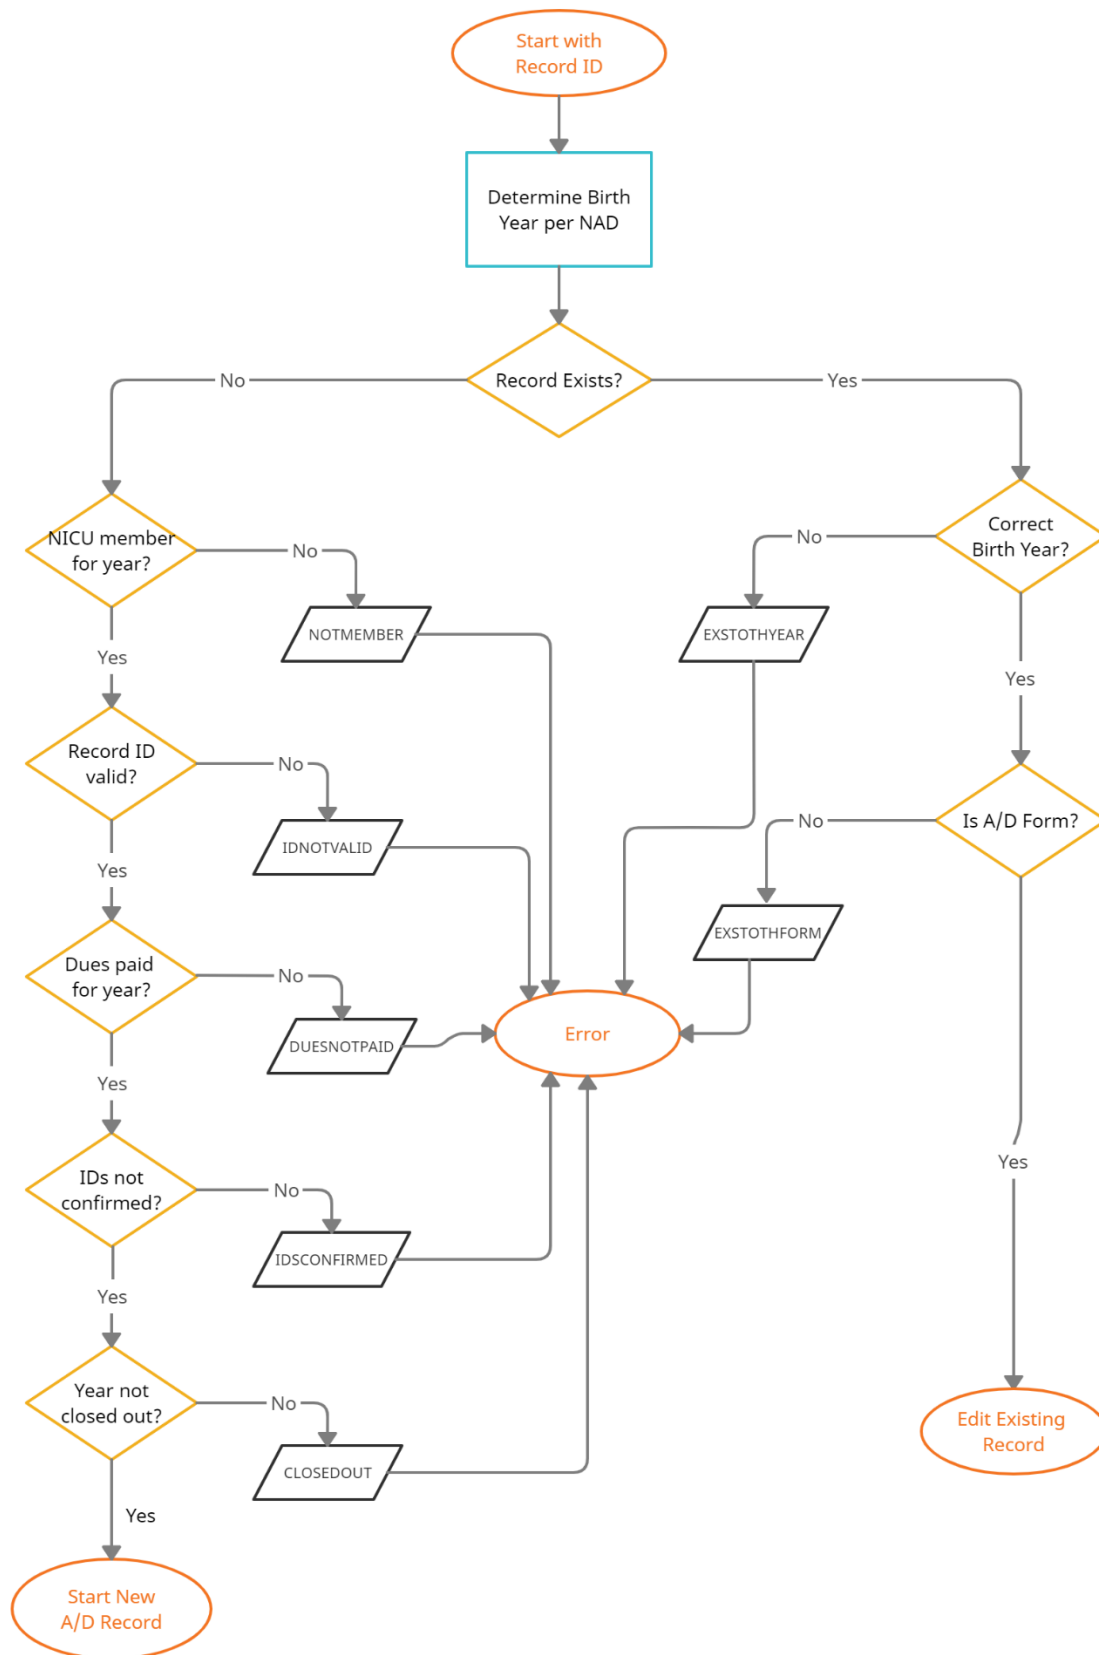 Start with
Record ID
Determine Birth
Year per NAD
Record Exists?
No
Yes
NICU member
for year?
No
NOTMEMBER
Correct
Birth Year?
No
EXSTOTHYEAR
Yes
Yes
Record ID
valid?
No
IDNOTVALID
Is A/D Form?
No
EXSTOTHFORM
Yes
Dues paid
for year?
No
DUESNOTPAID
Error
Yes
IDs not
confirmed?
No
IDSCONFIRMED
Yes
Yes
Year not
closed out?
No
CLOSEDOUT
Edit Existing
Record
Yes
Start New
A/D Record